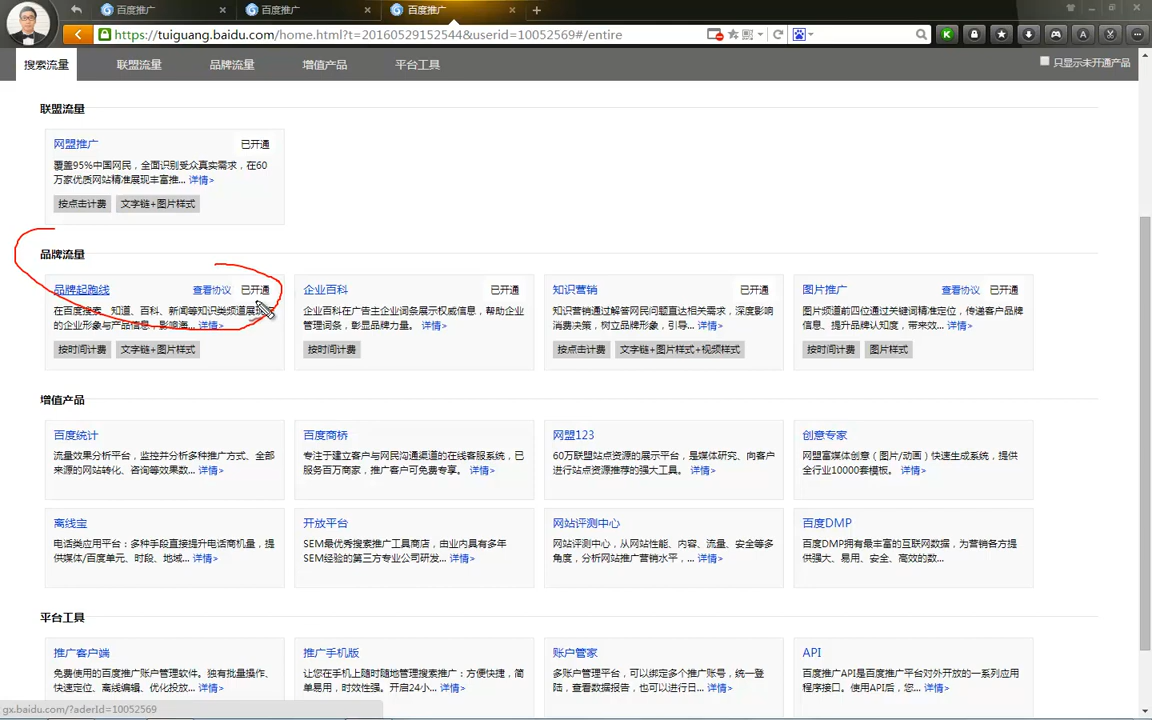 百度推广
百度推广
百度推广
https://tuiguang.baidu.com/home.html?t=20160529152544&userid=10052569#/entire
搜索流量
联盟流量
品牌流量
增值产品
平台工具
只显示未开通产品
联盟流量
网盟推广
已开通
覆盖95%中国网民，全面识别受众真实需求，在60
万家优质网站精准展现丰富推... 详情>
按点击计费
文字链+图片样式
品牌流量
品牌起跑线
查看协议
已开通
在百度搜索、知道、百科、新闻等知识类频道展现
的企业形象与产品信息，影响 详情>
按时间计费
文字链+图片样式
企业百科
已开通
企业百科在广告主企业词条展示权威信息，帮助企业
管理词条，彰显品牌力量。 详情>
按时间计费
知识营销
已开通
知识营销通过解答网民问题直达相关需求，深度影响
消费决策，树立品牌形象，引导... 详情>
按点击计费
文字链+图片样式+视频样式
图片推广
查看协议
已开通
图片频道前四位通过关键词精准定位，传递客户品牌
信息、提升品牌认知度，带来效... 详情>
按时间计费
图片样式
增值产品
百度统计
流量效果分析平台，监控并分析多种推广方式、全部
来源的网站转化、咨询等效果数... 详情>
百度商桥
专注于建立客户与网民沟通渠道的在线客服系统，已
服务百万商家，推广客户可免费专享。 详情>
网盟123
60万联盟站点资源的展示平台，是媒体研究、向客户
进行站点资源推荐的强大工具。 详情>
创意专家
网盟富媒体创意（图片/动画）快速生成系统，提供
全行业10000套模板。 详情>
离线宝
电话类应用平台：多种手段直接提升电话商机量，提
供媒体/百度单元、时段、地域... 详情>
开放平台
SEM最优秀搜索推广工具商店，由业内具有多年
SEM经验的第三方专业公司研发... 详情>
网站评测中心
网站评测中心，从网站性能、内容、流量、安全等多
角度，分析网站推广营销水平，... 详情>
百度DMP
百度DMP拥有最丰富的互联网数据，为营销各方提
供强大、易用、安全、高效的数...
平台工具
推广客户端
免费使用的百度推广账户管理软件。独有批量操作、
快速定位、离线编辑、优化投放... 详情>
推广手机版
让您在手机上随时随地管理搜索推广：方便快捷，简
单易用，时效性强。开启24小... 详情>
账户管家
多账户管理平台，可以绑定多个推广账号，统一登
陆，查看数据报告，也可以进行日... 详情>
API
百度推广API是百度推广平台对外开放的一系列应用
程序接口。使用API后，您... 详情>
gx.baidu.com/?aderId=10052569